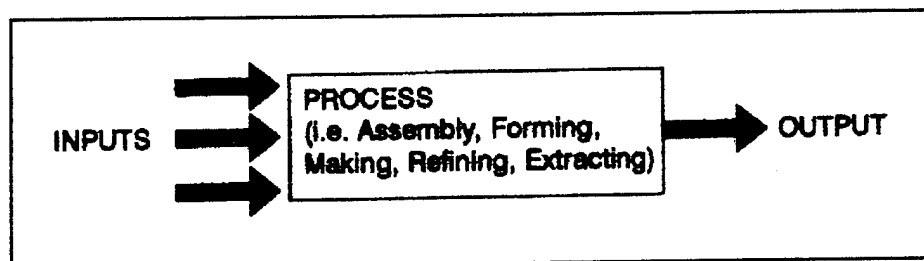 INPUTS
PROCESS
(i.e. Assembly, Forming,
Making, Refining, Extracting)
OUTPUT